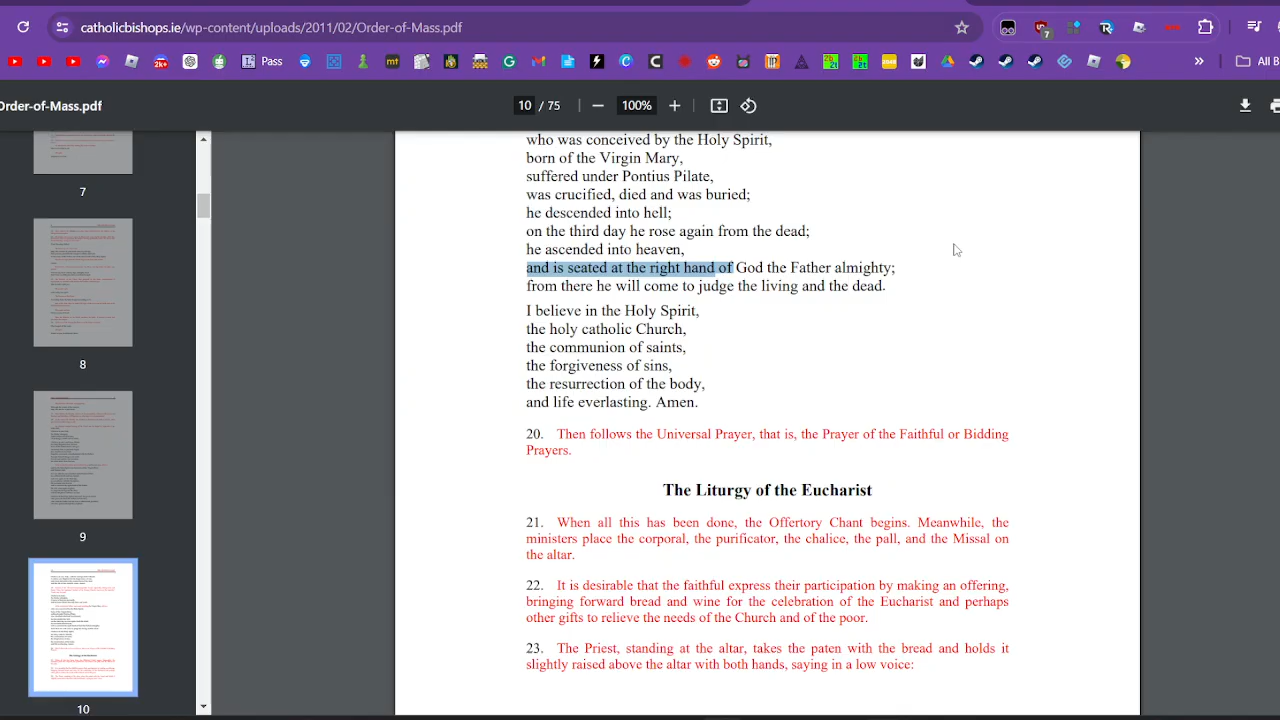 catholicbishops.ie/wp-content/uploads/2011/02/Order-of-Mass.pdf
7
2K+
Pass
mt
All B
Order-of-Mass.pdf
10 / 75
100%
7
8
9
10
who was conceived by the Holy Spirit,
born of the Virgin Mary,
suffered under Pontius Pilate,
was crucified, died and was buried;
he descended into hell;
on the third day he rose again from the dead;
he ascended into heaven,
and is seated at the right hand of God the Father almighty;
from there he will come to judge the living and the dead.
I believe in the Holy Spirit,
the holy catholic Church,
the communion of saints,
the forgiveness of sins,
the resurrection of the body,
and life everlasting. Amen.
20. Then follows the Universal Prayer, that is, the Prayer of the Faithful or Bidding
Prayers.
The Liturgy of the Eucharist
21. When all this has been done, the Offertory Chant begins. Meanwhile, the
ministers place the corporal, the purificator, the chalice, the pall, and the Missal on
the altar.
22. It is desirable that the faithful express their participation by making an offering,
bringing forward bread and wine for the celebration of the Eucharist and perhaps
other gifts to relieve the needs of the Church and of the poor.
23. The Priest, standing at the altar, takes the paten with the bread and holds it
slightly raised above the altar with both hands, saying in a low voice: